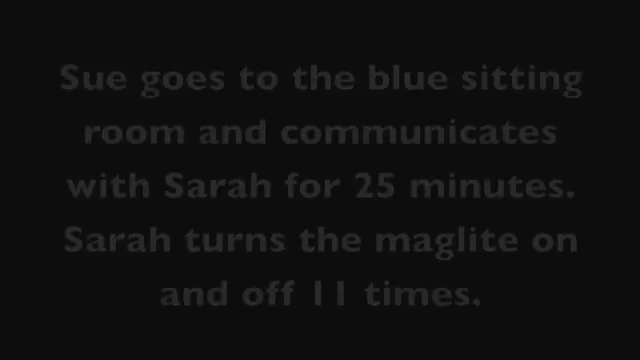 Sue goes to the blue sitting
room and communicates
with Sarah for 25 minutes.
Sarah turns the maglite on
and off 11 times.